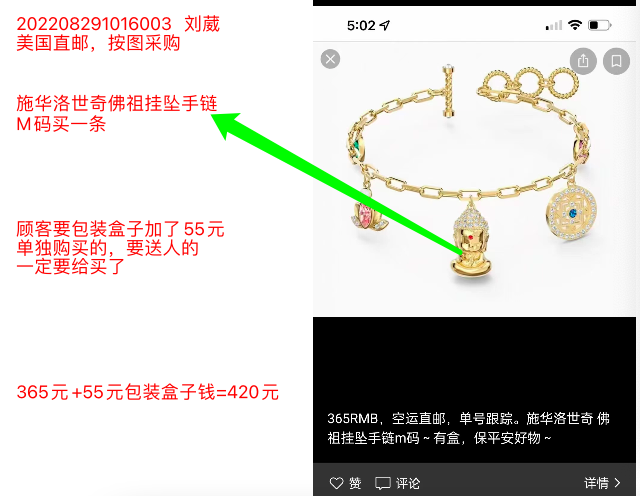 202208291016003 刘葳
美国直邮，按图采购
施华洛世奇佛祖挂坠手链
M码买一条
顾客要包装盒子加了55元
单独购买的，要送人的
一定要给买了
365元+55元包装盒子钱=420元
5:02
365RMB，空运直邮，单号跟踪。施华洛世奇 佛
祖挂坠手链m码～有盒，保平安好物～
赞 评论 详情